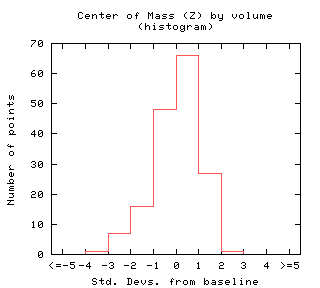 Center of Mass (Z) by volume
(histogram)
70
60
50
40
30
20
10
0
Number of points
<=-5 -4 -3 -2 -1 0 1 2 3 4 >=5
Std. Devs. from baseline